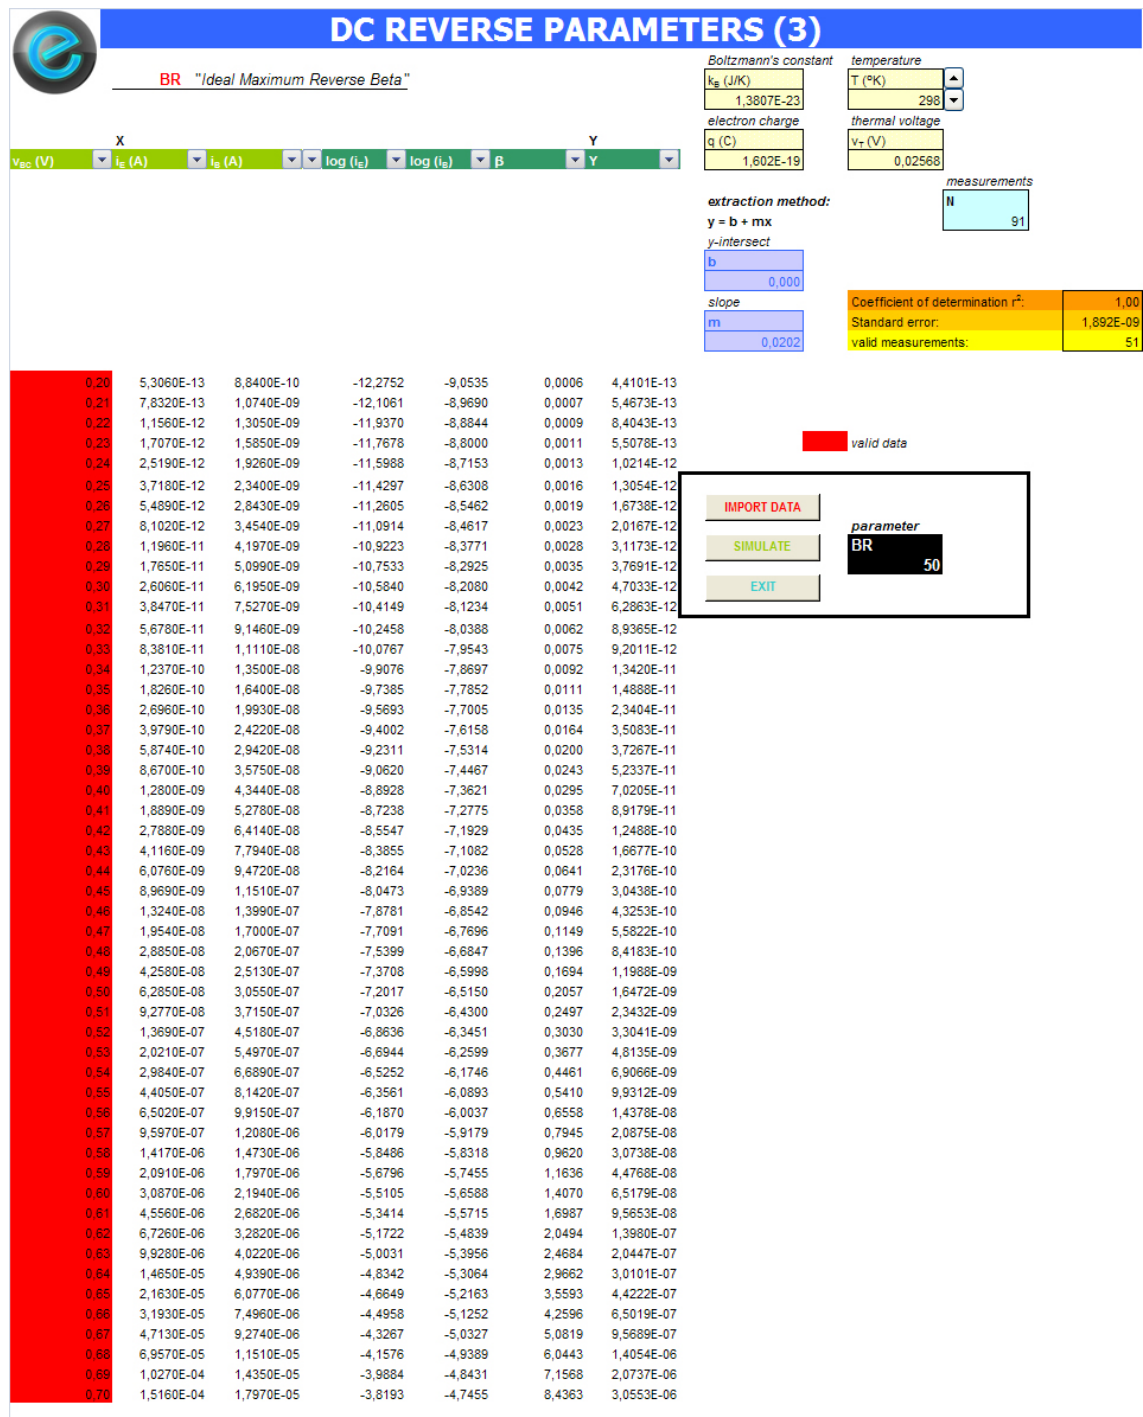 DC REVERSE PARAMETERS (3)
BR "Ideal Maximum Reverse Beta"
Boltzmann's constant temperature
k_B (J/K) T (ºK)
1,3807E-23 298
electron charge thermal voltage
q (C) v_T (V)
1,602E-19 0,02568
X Y
v_BC (V) i_E (A) i_B (A) log (i_E) log (i_B) β Y
measurements
N
91
extraction method:
y = b + mx
y-intersect
b
0,000
slope
m
0,0202
Coefficient of determination r²: 1,00
Standard error: 1,892E-09
valid measurements: 51
0,20 5,3060E-13 8,8400E-10 -12,2752 -9,0535 0,0006 4,4101E-13
0,21 7,8320E-13 1,0740E-09 -12,1061 -8,9690 0,0007 5,4673E-13
0,22 1,1560E-12 1,3050E-09 -11,9370 -8,8844 0,0009 8,4043E-13
0,23 1,7070E-12 1,5850E-09 -11,7678 -8,8000 0,0011 5,5078E-13
valid data
0,24 2,5190E-12 1,9260E-09 -11,5988 -8,7153 0,0013 1,0214E-12
0,25 3,7180E-12 2,3400E-09 -11,4297 -8,6308 0,0016 1,3054E-12
0,26 5,4890E-12 2,8430E-09 -11,2605 -8,5462 0,0019 1,6738E-12
IMPORT DATA
0,27 8,1020E-12 3,4540E-09 -11,0914 -8,4617 0,0023 2,0167E-12
parameter
0,28 1,1960E-11 4,1970E-09 -10,9223 -8,3771 0,0028 3,1173E-12
SIMULATE BR
0,29 1,7650E-11 5,0990E-09 -10,7533 -8,2925 0,0035 3,7691E-12
50
0,30 2,6060E-11 6,1950E-09 -10,5840 -8,2080 0,0042 4,7033E-12
EXIT
0,31 3,8470E-11 7,5270E-09 -10,4149 -8,1234 0,0051 6,2863E-12
0,32 5,6780E-11 9,1460E-09 -10,2458 -8,0388 0,0062 8,9365E-12
0,33 8,3810E-11 1,1110E-08 -10,0767 -7,9543 0,0075 9,2011E-12
0,34 1,2370E-10 1,3500E-08 -9,9076 -7,8697 0,0092 1,3420E-11
0,35 1,8260E-10 1,6400E-08 -9,7385 -7,7852 0,0111 1,4888E-11
0,36 2,6960E-10 1,9930E-08 -9,5693 -7,7005 0,0135 2,3404E-11
0,37 3,9790E-10 2,4220E-08 -9,4002 -7,6158 0,0164 3,5083E-11
0,38 5,8740E-10 2,9420E-08 -9,2311 -7,5314 0,0200 3,7267E-11
0,39 8,6700E-10 3,5750E-08 -9,0620 -7,4467 0,0243 5,2337E-11
0,40 1,2800E-09 4,3440E-08 -8,8928 -7,3621 0,0295 7,0205E-11
0,41 1,8890E-09 5,2780E-08 -8,7238 -7,2775 0,0358 8,9179E-11
0,42 2,7880E-09 6,4140E-08 -8,5547 -7,1929 0,0435 1,2488E-10
0,43 4,1160E-09 7,7940E-08 -8,3855 -7,1082 0,0528 1,6677E-10
0,44 6,0760E-09 9,4720E-08 -8,2164 -7,0236 0,0641 2,3176E-10
0,45 8,9690E-09 1,1510E-07 -8,0473 -6,9389 0,0779 3,0438E-10
0,46 1,3240E-08 1,3990E-07 -7,8781 -6,8542 0,0946 4,3253E-10
0,47 1,9540E-08 1,7000E-07 -7,7091 -6,7696 0,1149 5,5822E-10
0,48 2,8850E-08 2,0670E-07 -7,5399 -6,6847 0,1396 8,4183E-10
0,49 4,2580E-08 2,5130E-07 -7,3708 -6,5998 0,1694 1,1988E-09
0,50 6,2850E-08 3,0550E-07 -7,2017 -6,5150 0,2057 1,6472E-09
0,51 9,2770E-08 3,7150E-07 -7,0326 -6,4300 0,2497 2,3432E-09
0,52 1,3690E-07 4,5180E-07 -6,8636 -6,3451 0,3030 3,3041E-09
0,53 2,0210E-07 5,4970E-07 -6,6944 -6,2599 0,3677 4,8135E-09
0,54 2,9840E-07 6,6890E-07 -6,5252 -6,1746 0,4461 6,9066E-09
0,55 4,4050E-07 8,1420E-07 -6,3561 -6,0893 0,5410 9,9312E-09
0,56 6,5020E-07 9,9150E-07 -6,1870 -6,0037 0,6558 1,4378E-08
0,57 9,5970E-07 1,2080E-06 -6,0179 -5,9179 0,7945 2,0875E-08
0,58 1,4170E-06 1,4730E-06 -5,8486 -5,8318 0,9620 3,0738E-08
0,59 2,0910E-06 1,7970E-06 -5,6796 -5,7455 1,1636 4,4768E-08
0,60 3,0870E-06 2,1940E-06 -5,5105 -5,6588 1,4070 6,5179E-08
0,61 4,5560E-06 2,6820E-06 -5,3414 -5,5715 1,6987 9,5653E-08
0,62 6,7260E-06 3,2820E-06 -5,1722 -5,4839 2,0494 1,3980E-07
0,63 9,9280E-06 4,0220E-06 -5,0031 -5,3956 2,4684 2,0447E-07
0,64 1,4650E-05 4,9390E-06 -4,8342 -5,3064 2,9662 3,0101E-07
0,65 2,1630E-05 6,0770E-06 -4,6649 -5,2163 3,5593 4,4222E-07
0,66 3,1930E-05 7,4960E-06 -4,4958 -5,1252 4,2596 6,5019E-07
0,67 4,7130E-05 9,2740E-06 -4,3267 -5,0327 5,0819 9,5689E-07
0,68 6,9570E-05 1,1510E-05 -4,1576 -4,9389 6,0443 1,4054E-06
0,69 1,0270E-04 1,4350E-05 -3,9884 -4,8431 7,1568 2,0737E-06
0,70 1,5160E-04 1,7970E-05 -3,8193 -4,7455 8,4363 3,0553E-06